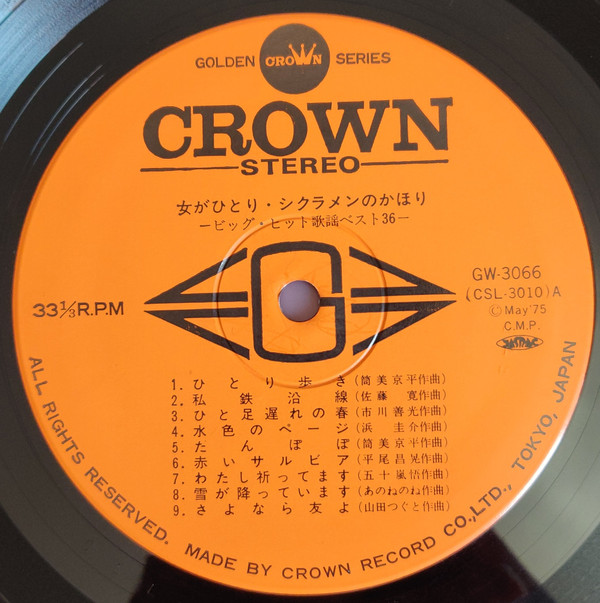 GOLDEN CROWN SERIES
CROWN
STEREO
女がひとり・シクラメンのかほり
－ビッグ・ヒット歌謡ベスト36－
G
33⅓R.P.M
GW-3066
(CSL-3010)A
©May'75
C.M.P.
1. ひとり歩き(筒美京平作曲)
2. 私鉄沿線(佐藤寛作曲)
3. ひと足遅れの春(市川善光作曲)
4. 水色のページ(浜圭介作曲)
5. たんぽぽ(筒美京平作曲)
6. 赤いサルビア(平尾昌晃作曲)
7. わたし祈ってます(五十嵐悟作曲)
8. 雪が降っています(あのねのね作曲)
9. さよなら友よ(山田つぐと作曲)
ALL RIGHTS RESERVED. MADE BY CROWN RECORD CO.,LTD., TOKYO, JAPAN